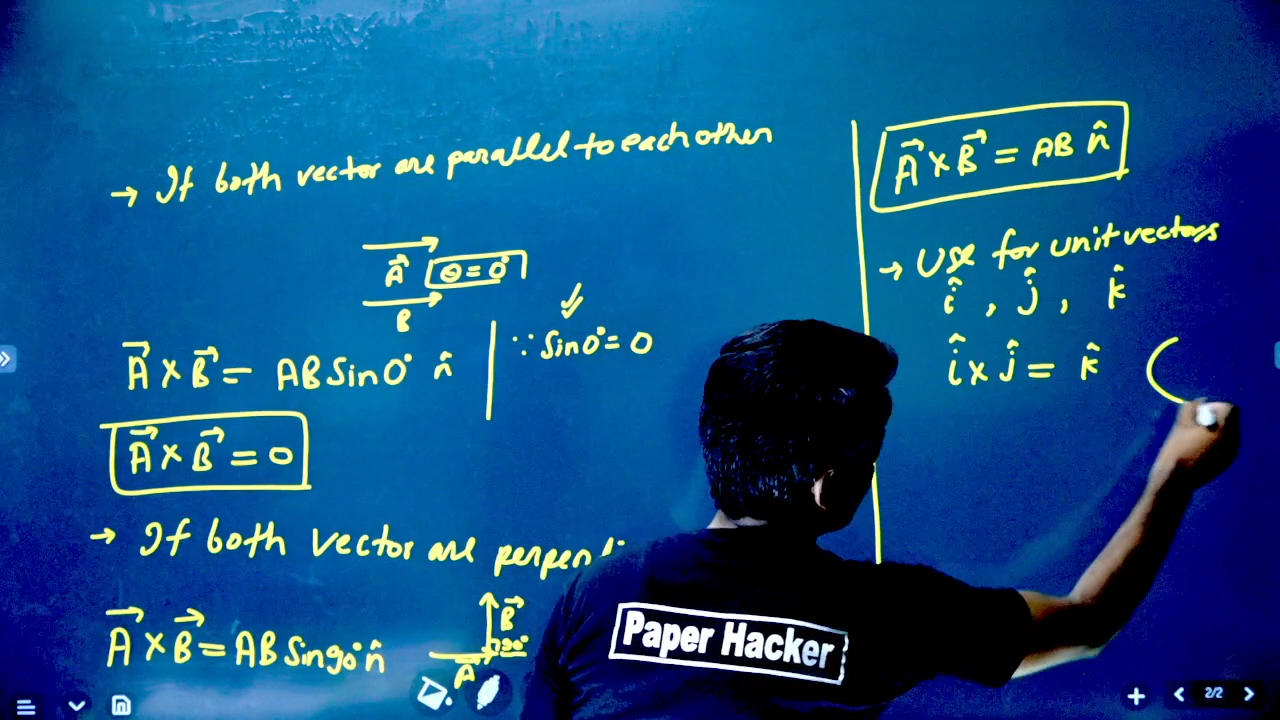 → If both vector are parallel to each other
A⃗ θ = 0°
B
A⃗ × B⃗ = AB Sin0° n̂
∵ Sin0° = 0
A⃗ × B⃗ = 0
→ If both vector are
A⃗ × B⃗ = AB Sin90° n̂
B⃗
90°
A⃗
A⃗ × B⃗ = AB n̂
→ Use for unit vectors
î , ĵ , k̂
î × ĵ = k̂
Paper Hacker
2/2